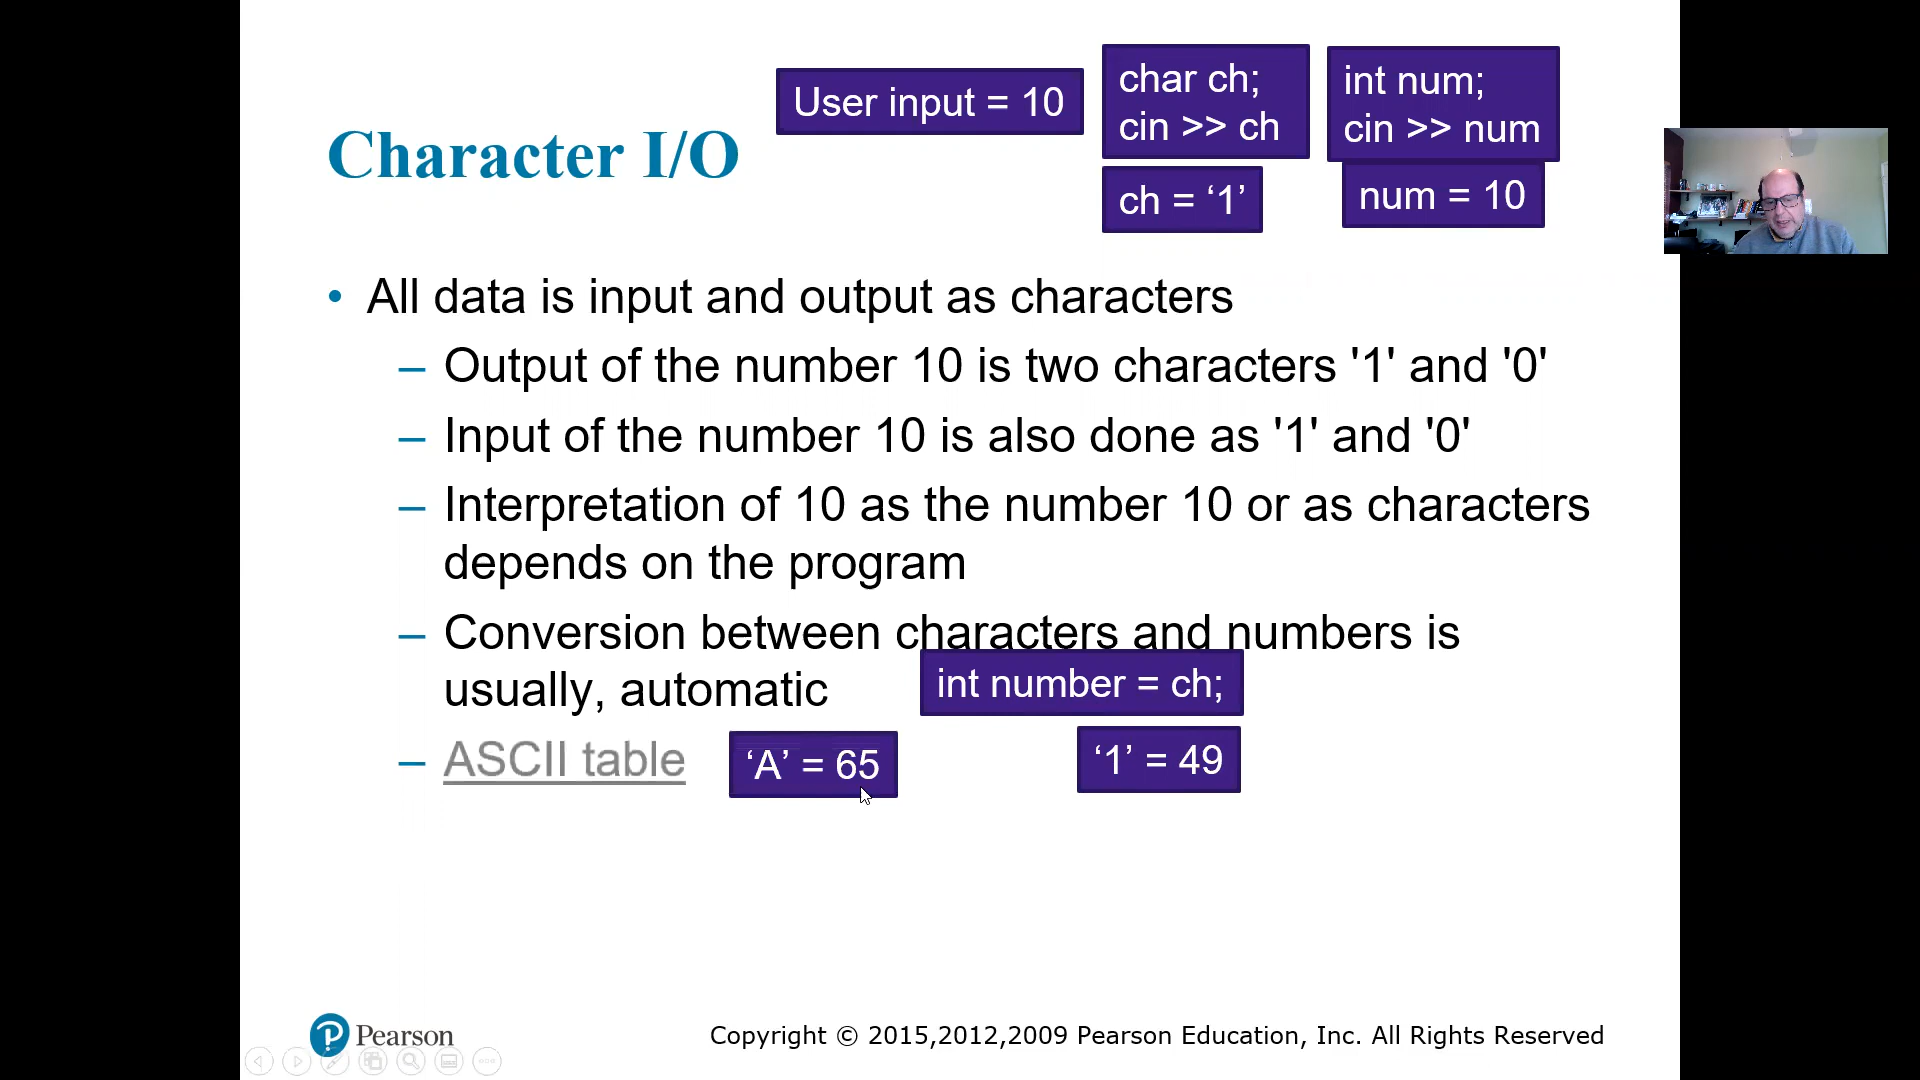 User input = 10
char ch;
cin >> ch
int num;
cin >> num
Character I/O
ch = ‘1’
num = 10
• All data is input and output as characters
– Output of the number 10 is two characters '1' and '0'
– Input of the number 10 is also done as '1' and '0'
– Interpretation of 10 as the number 10 or as characters
depends on the program
– Conversion between characters and numbers is
usually, automatic
int number = ch;
– ASCII table
‘A’ = 65
‘1’ = 49
Pearson
Copyright © 2015,2012,2009 Pearson Education, Inc. All Rights Reserved